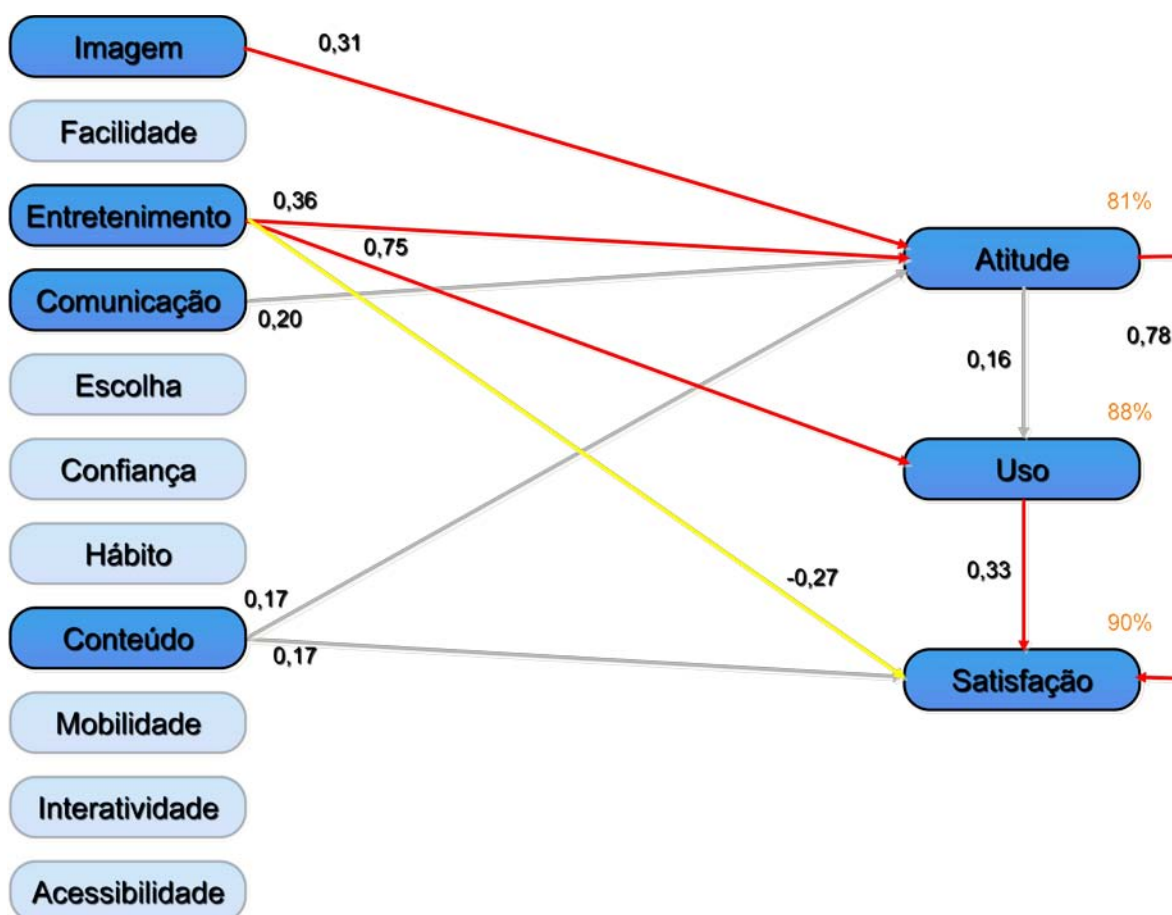 Imagem
0,31
Facilidade
Entretenimento
0,36
0,75
81%
Atitude
Comunicação
0,20
0,78
Escolha
0,16
88%
Confiança
Uso
Hábito
0,17
-0,27
0,33
Conteúdo
0,17
90%
Satisfação
Mobilidade
Interatividade
Acessibilidade